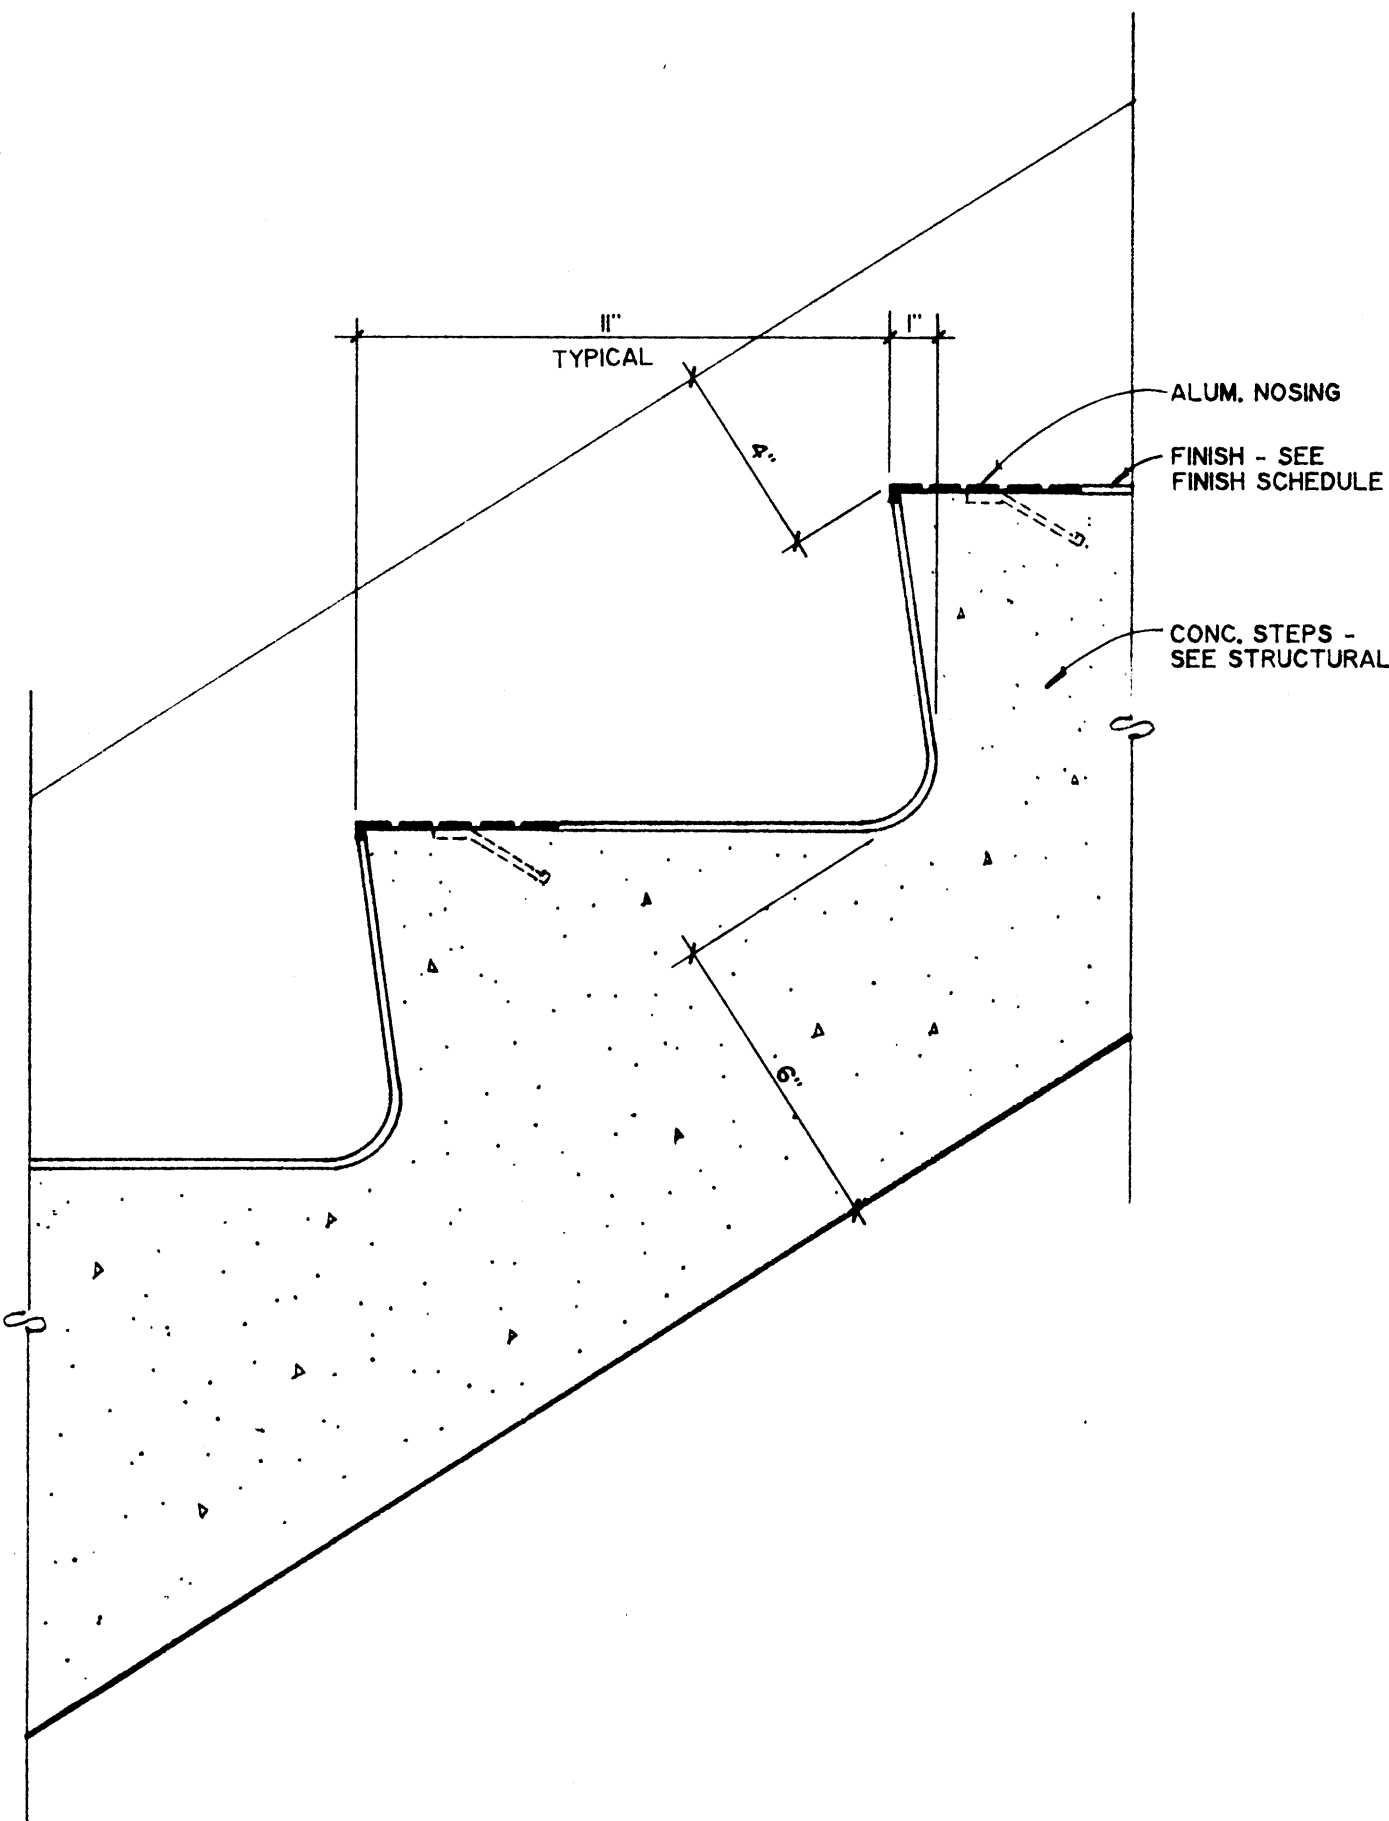 11" 1"
TYPICAL
4"
ALUM. NOSING
FINISH - SEE
FINISH SCHEDULE
CONC. STEPS -
SEE STRUCTURAL
6"